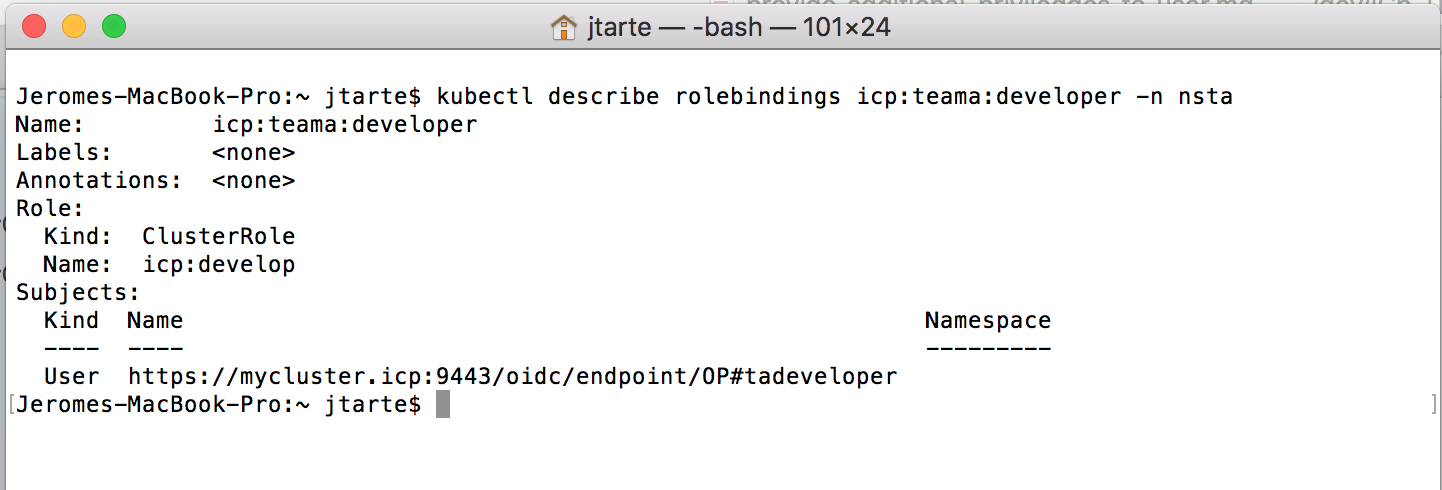 jtarte — -bash — 101×24
Jeromes-MacBook-Pro:~ jtarte$ kubectl describe rolebindings icp:teama:developer -n nsta
Name:         icp:teama:developer
Labels:       <none>
Annotations:  <none>
Role:
  Kind:  ClusterRole
  Name:  icp:develop
Subjects:
  Kind  Name                                                     Namespace
  ----  ----                                                     ---------
  User  https://mycluster.icp:9443/oidc/endpoint/OP#tadeveloper
[Jeromes-MacBook-Pro:~ jtarte$ ]